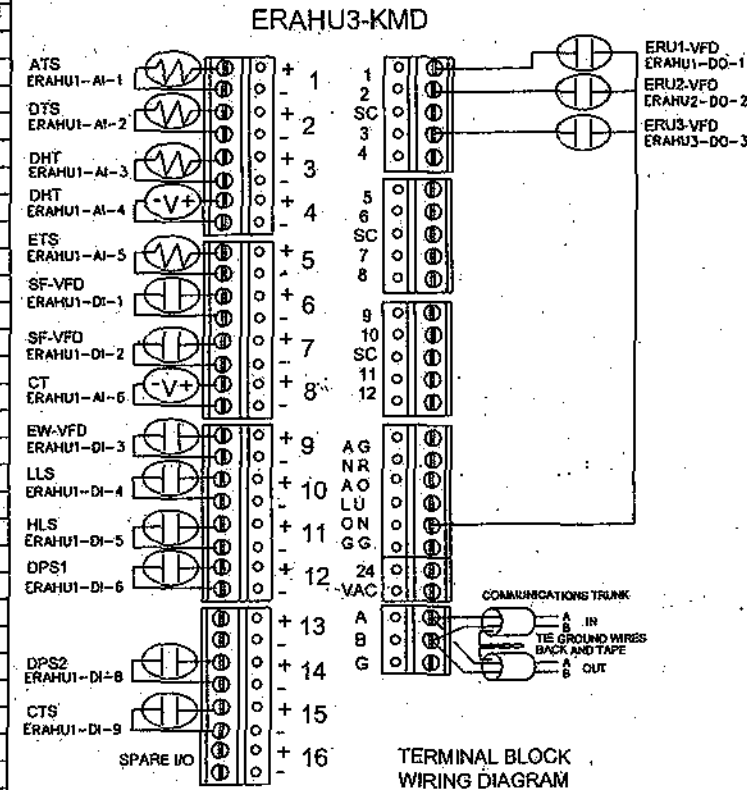 ERAHU3-KMD
ATS
ERAHU1-AI-1
+ 1
-
DTS
ERAHU1-AI-2
+ 2
-
DHT
ERAHU1-AI-3
+ 3
-
DHT
ERAHU1-AI-4
-V+
+ 4
-
ETS
ERAHU1-AI-5
+ 5
-
SF-VFD
ERAHU1-DI-1
+ 6
-
SF-VFD
ERAHU1-DI-2
+ 7
-
CT
ERAHU1-AI-6
-V+
+ 8
-
EW-VFD
ERAHU1-DI-3
+ 9
-
LLS
ERAHU1-DI-4
+ 10
-
HLS
ERAHU1-DI-5
+ 11
-
DPS1
ERAHU1-DI-6
+ 12
-
+ 13
-
DPS2
ERAHU1-DI-8
+ 14
-
CTS
ERAHU1-DI-9
+ 15
-
SPARE I/O
+ 16
-
1
2
SC
3
4
5
6
SC
7
8
9
10
SC
11
12
ANALOG GROUNG
24
VAC
A
B
G
ERU1-VFD
ERAHU1-DO-1
ERU2-VFD
ERAHU2-DO-2
ERU3-VFD
ERAHU3-DO-3
COMMUNICATIONS TRUNK
A
B IN
TIE GROUND WIRES
BACK AND TAPE
A
B OUT
TERMINAL BLOCK
WIRING DIAGRAM